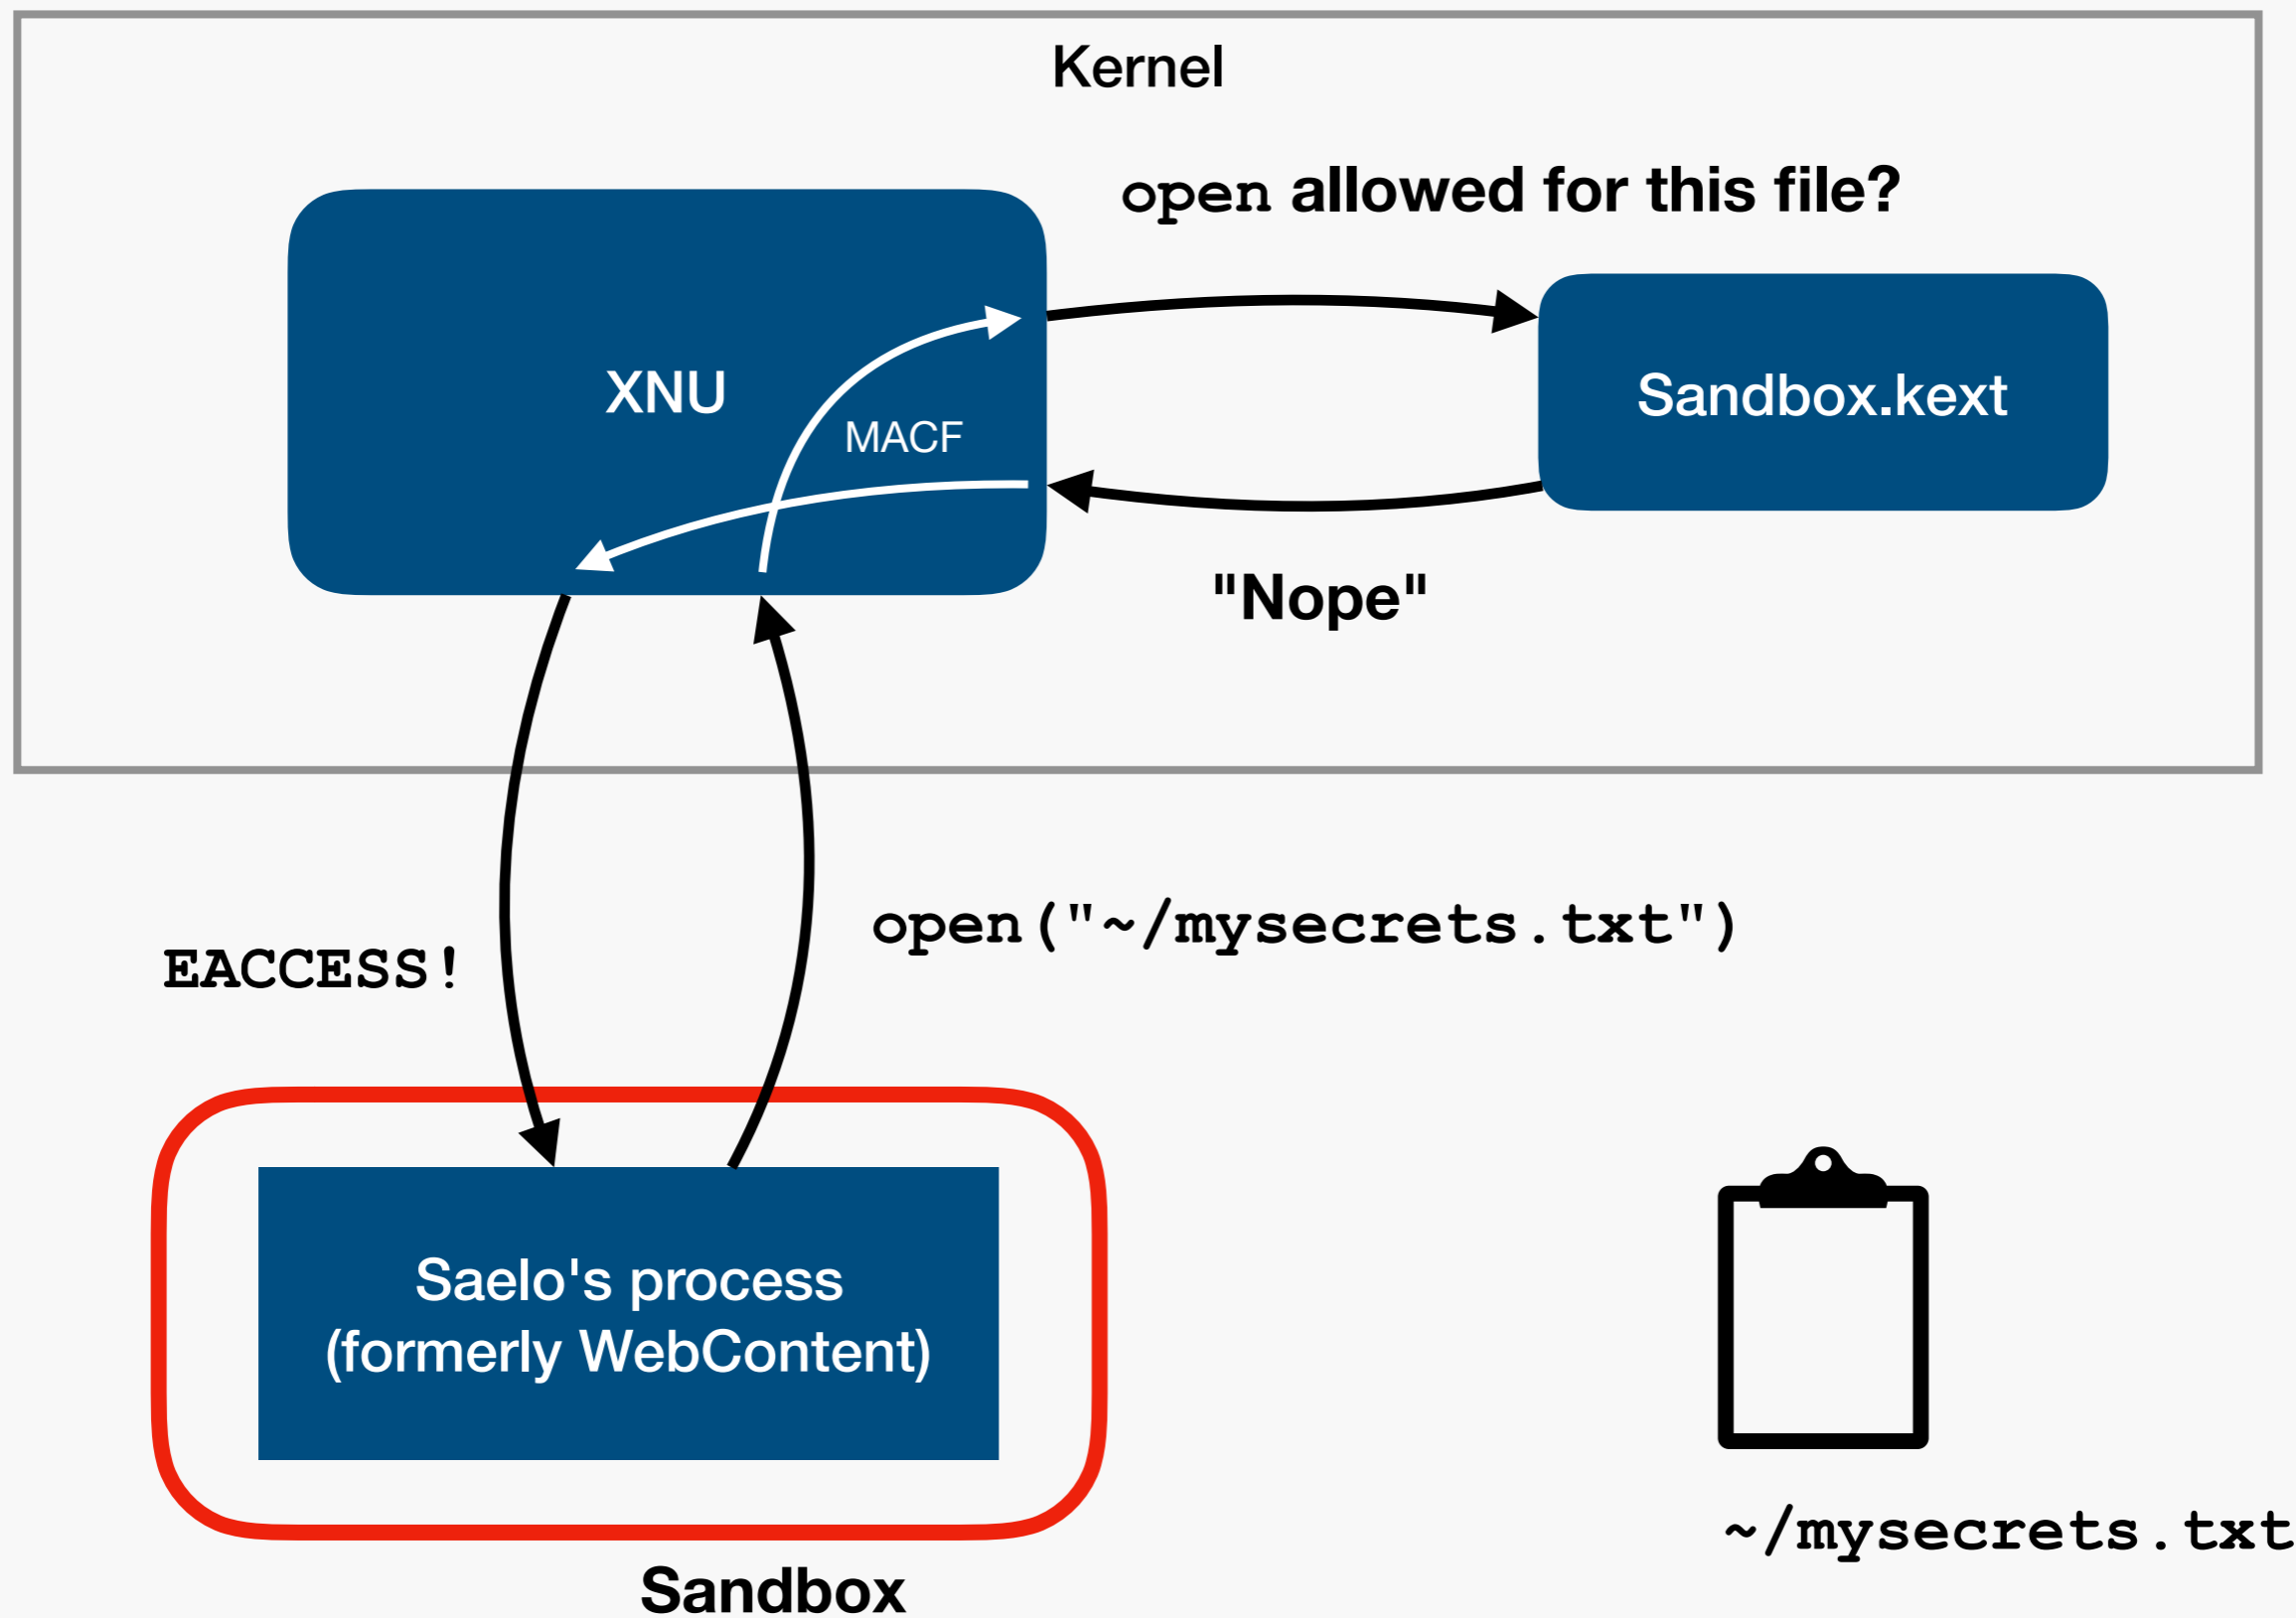 Kernel
open allowed for this file?
XNU
MACF
Sandbox.kext
"Nope"
open("~/mysecrets.txt")
EACCESS!
Saelo's process
(formerly WebContent)
~/mysecrets.txt
Sandbox